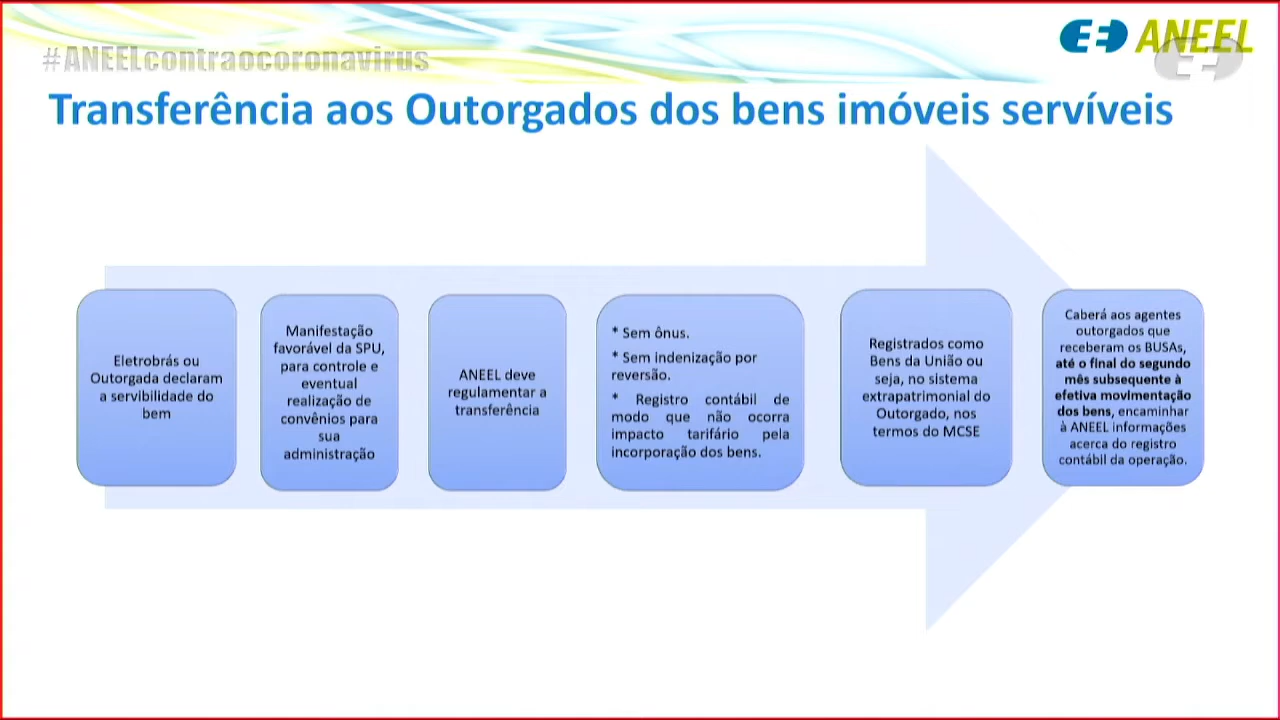 #ANEELcontraocoronavirus
ANEEL
Transferência aos Outorgados dos bens imóveis servíveis
Eletrobrás ou
Outorgada declaram
a servibilidade do
bem
Manifestação
favorável da SPU,
para controle e
eventual
realização de
convênios para
sua
administração
ANEEL deve
regulamentar a
transferência
* Sem ônus.
* Sem indenização por
reversão.
* Registro contábil de
modo que não ocorra
impacto tarifário pela
incorporação dos bens.
Registrados como
Bens da União ou
seja, no sistema
extrapatrimonial do
Outorgado, nos
termos do MCSE
Caberá aos agentes
outorgados que
receberam os BUSAs,
até o final do segundo
mês subsequente à
efetiva movimentação
dos bens, encaminhar
à ANEEL informações
acerca do registro
contábil da operação.